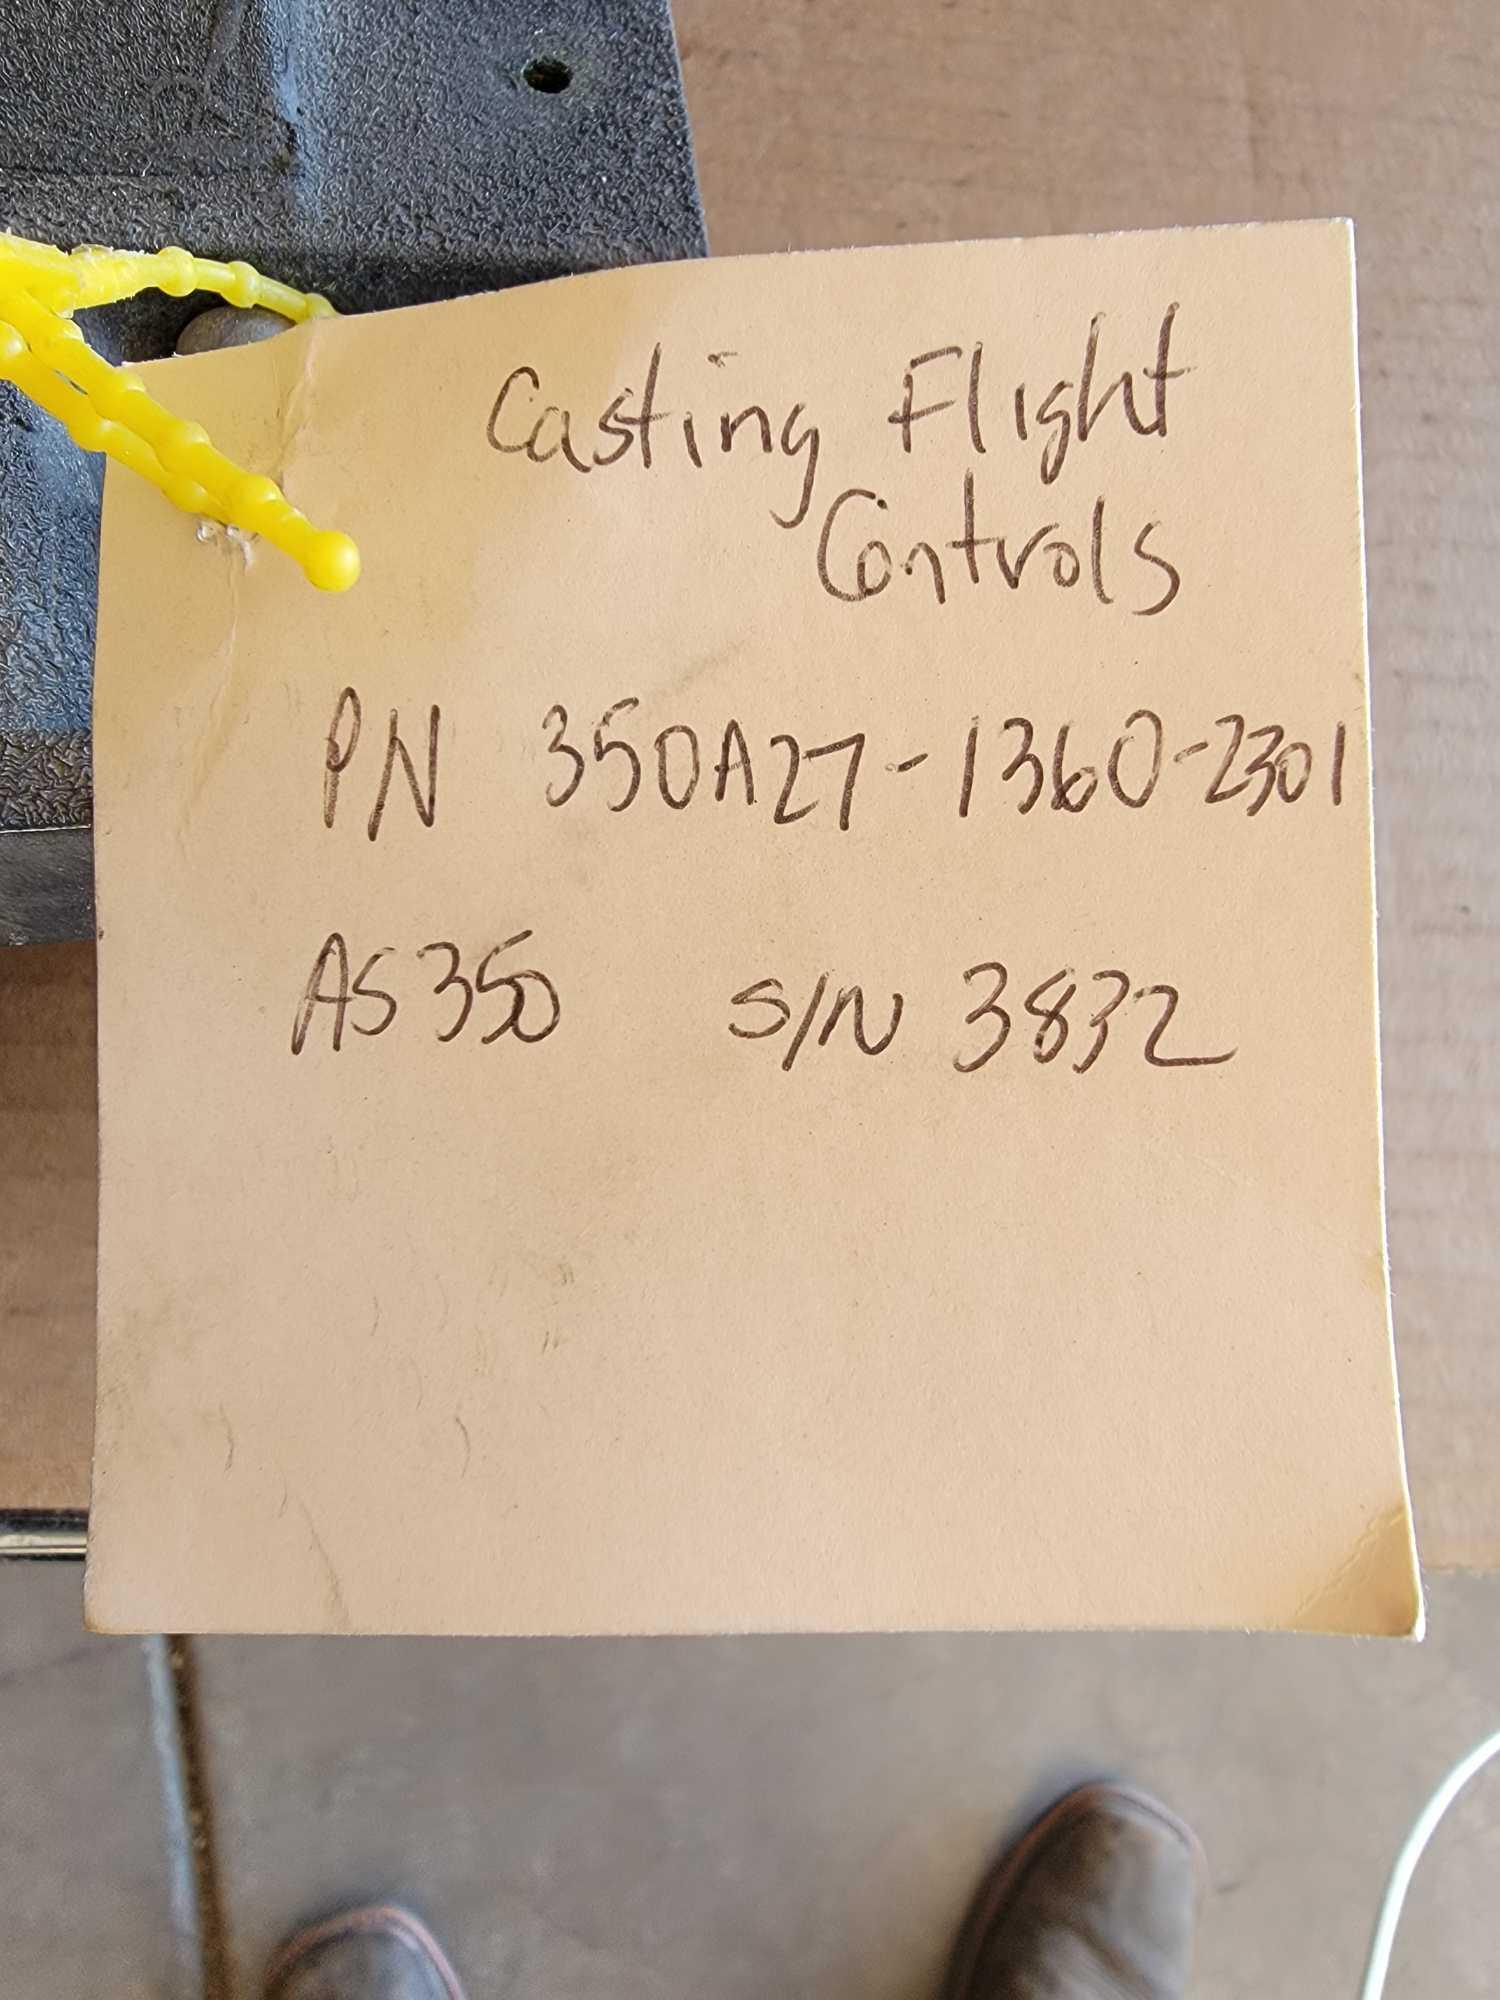 Casting Flight
Controls
PN 350A27-1360-2301
AS350 S/N 3832